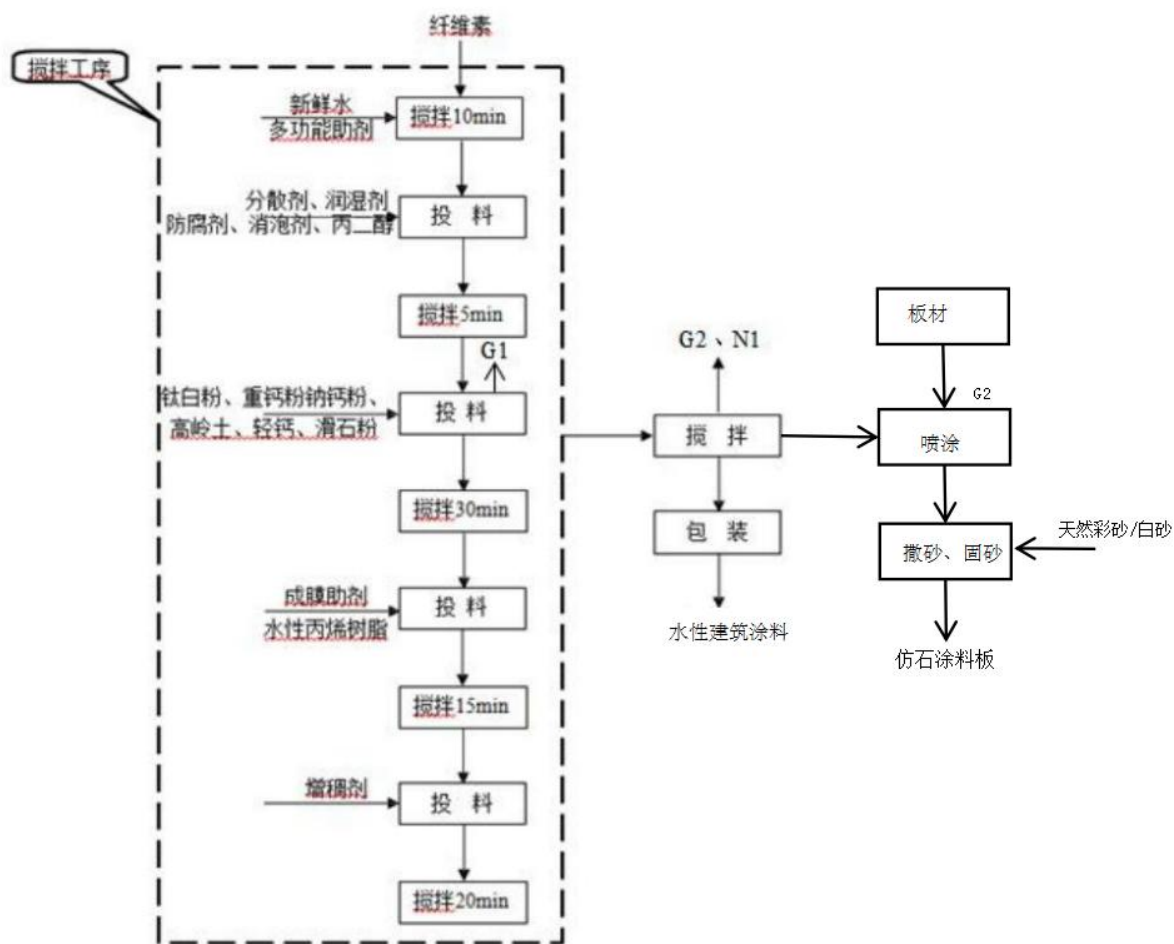 纤维素
搅拌工序
新鲜水
多功能助剂
搅拌10min
分散剂、润湿剂
防腐剂、消泡剂、丙二醇
投 料
搅拌5min
G1
钛白粉、重钙粉钠钙粉、
高岭土、轻钙、滑石粉
投 料
搅拌30min
成膜助剂
水性丙烯树脂
投 料
搅拌15min
增稠剂
投 料
搅拌20min
G2、N1
搅 拌
包 装
水性建筑涂料
板材
G2
喷涂
撒砂、固砂
天然彩砂/白砂
仿石涂料板